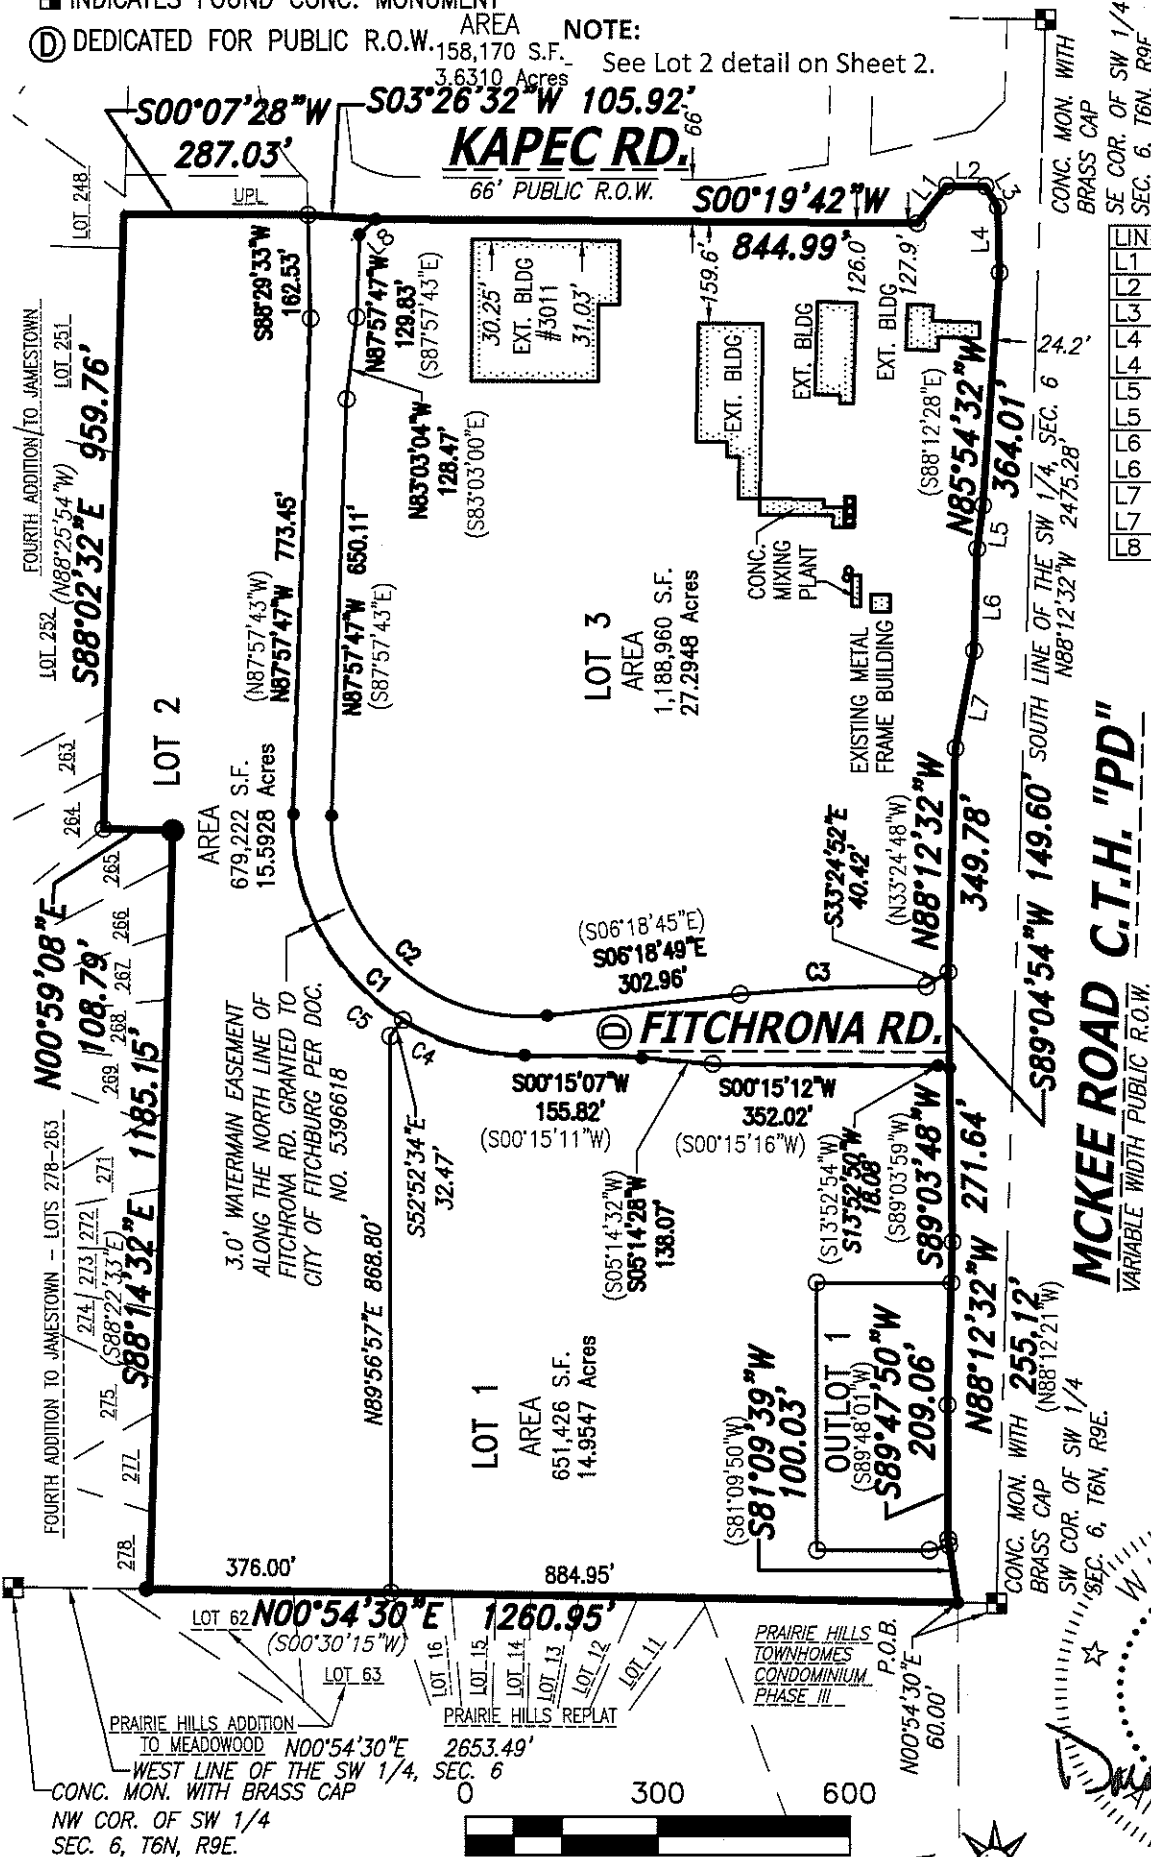 INDICATES FOUND CONC. MONUMENT
Ⓓ DEDICATED FOR PUBLIC R.O.W.
AREA
158,170 S.F.
3.6310 Acres
NOTE:
See Lot 2 detail on Sheet 2.
S00°07'28"W
287.03'
S03°26'32"W 105.92'
KAPEC RD.
66' PUBLIC R.O.W.
66'
S00°19'42"W
844.99'
L1
L2
L3
L4
CONC. MON. WITH
BRASS CAP
SE COR. OF SW 1/4
SEC. 6, T6N, R9E
LIN
L1
L2
L3
L4
L4
L5
L5
L6
L6
L7
L7
L8
LOT 248
UPL
S88°29'33"W
162.53'
L8
N87°57'47"W
129.83'
(S87°57'43"E)
30.25'
EXT. BLDG
#3011
31.03'
159.6'
126.0'
127.9'
EXT. BLDG
EXT. BLDG
EXT. BLDG
24.2'
FOURTH ADDITION TO JAMESTOWN
LOT 251
LOT 252
(N88°25'54"W)
S88°02'32"E 959.76'
N83°03'04"W
128.47'
(S83°03'00"E)
(S88°12'28"E)
N85°54'32"W
364.01'
L5
L6
L7
SOUTH LINE OF THE SW 1/4, SEC. 6
N88°12'32"W 2475.28'
(N87°57'43"W)
N87°57'47"W 773.45'
N87°57'47"W 650.11'
(S87°57'43"E)
CONC.
MIXING
PLANT
LOT 3
AREA
1,188,960 S.F.
27.2948 Acres
EXISTING METAL
FRAME BUILDING
LOT 2
AREA
679,222 S.F.
15.5928 Acres
263
264
265
266
267
268
269
271
272
273
274
275
277
278
N00°59'08"E
108.79'
S33°24'52"E
40.42'
(N33°24'48"W)
N88°12'32"W
349.78'
S89°04'54"W 149.60'
MCKEE ROAD C.T.H. "PD"
VARIABLE WIDTH PUBLIC R.O.W.
C1
C2
C3
C4
C5
(S06°18'45"E)
S06°18'49"E
302.96'
Ⓓ FITCHRONA RD.
3.0' WATERMAIN EASEMENT
ALONG THE NORTH LINE OF
FITCHRONA RD. GRANTED TO
CITY OF FITCHBURG PER DOC.
NO. 5396618
S00°15'07"W
155.82'
(S00°15'11"W)
S00°15'12"W
352.02'
(S00°15'16"W)
S52°52'34"E
32.47'
(S05°14'32"W)
S05°14'28"W
138.07'
(S13°52'54"W)
S13°52'50"W
18.08'
(S89°03'59"W)
S89°03'48"W
271.64'
FOURTH ADDITION TO JAMESTOWN - LOTS 278-263
(S88°22'33"E)
S88°14'32"E 1185.15'
N89°56'57"E 868.80'
LOT 1
AREA
651,426 S.F.
14.9547 Acres
OUTLOT 1
(S89°48'01"W)
S89°47'50"W
209.06'
(S81°09'50"W)
S81°09'39"W
100.03'
N88°12'32"W
255.12'
(N88°12'21"W)
CONC. MON. WITH
BRASS CAP
SW COR. OF SW 1/4
SEC. 6, T6N, R9E.
376.00'
884.95'
LOT 62
N00°54'30"E 1260.95'
(S00°30'15"W)
LOT 63
LOT 16
LOT 15
LOT 14
LOT 13
LOT 12
LOT 11
PRAIRIE HILLS
TOWNHOMES
CONDOMINIUM
PHASE III
P.O.B.
N00°54'30"E
60.00'
PRAIRIE HILLS ADDITION
TO MEADOWOOD
PRAIRIE HILLS REPLAT
N00°54'30"E 2653.49'
WEST LINE OF THE SW 1/4, SEC. 6
CONC. MON. WITH BRASS CAP
NW COR. OF SW 1/4
SEC. 6, T6N, R9E.
0 300 600